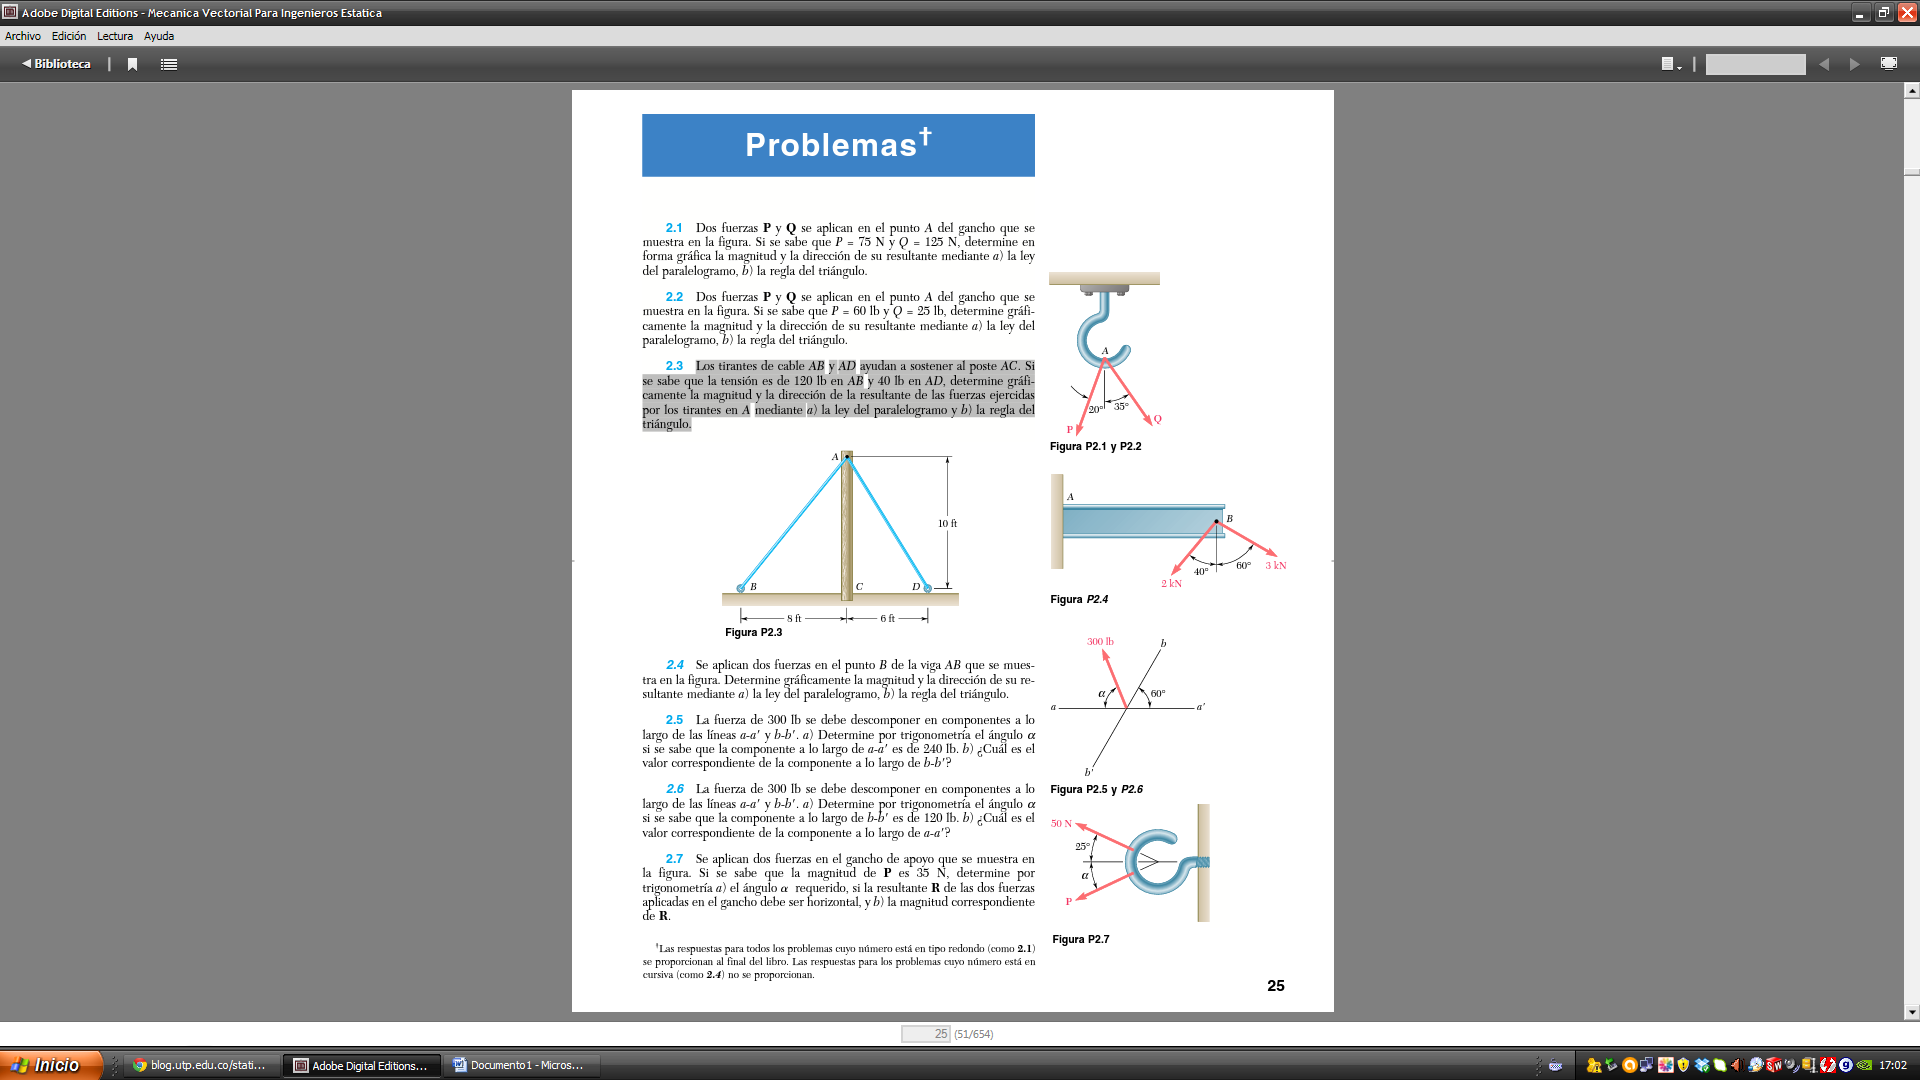 Adobe Digital Editions - Mecanica Vectorial Para Ingenieros Estatica
Archivo Edición Lectura Ayuda
Biblioteca
Problemas†
2.1 Dos fuerzas P y Q se aplican en el punto A del gancho que se
muestra en la figura. Si se sabe que P = 75 N y Q = 125 N, determine en
forma gráfica la magnitud y la dirección de su resultante mediante a) la ley
del paralelogramo, b) la regla del triángulo.
2.2 Dos fuerzas P y Q se aplican en el punto A del gancho que se
muestra en la figura. Si se sabe que P = 60 lb y Q = 25 lb, determine gráfi-
camente la magnitud y la dirección de su resultante mediante a) la ley del
paralelogramo, b) la regla del triángulo.
2.3 Los tirantes de cable AB y AD ayudan a sostener al poste AC. Si
se sabe que la tensión es de 120 lb en AB y 40 lb en AD, determine gráfi-
camente la magnitud y la dirección de la resultante de las fuerzas ejercidas
por los tirantes en A mediante a) la ley del paralelogramo y b) la regla del
triángulo.
A
10 ft
B
C
D
8 ft
6 ft
Figura P2.3
2.4 Se aplican dos fuerzas en el punto B de la viga AB que se mues-
tra en la figura. Determine gráficamente la magnitud y la dirección de su re-
sultante mediante a) la ley del paralelogramo, b) la regla del triángulo.
2.5 La fuerza de 300 lb se debe descomponer en componentes a lo
largo de las líneas a-a′ y b-b′. a) Determine por trigonometría el ángulo α
si se sabe que la componente a lo largo de a-a′ es de 240 lb. b) ¿Cuál es el
valor correspondiente de la componente a lo largo de b-b′?
2.6 La fuerza de 300 lb se debe descomponer en componentes a lo
largo de las líneas a-a′ y b-b′. a) Determine por trigonometría el ángulo α
si se sabe que la componente a lo largo de b-b′ es de 120 lb. b) ¿Cuál es el
valor correspondiente de la componente a lo largo de a-a′?
2.7 Se aplican dos fuerzas en el gancho de apoyo que se muestra en
la figura. Si se sabe que la magnitud de P es 35 N, determine por
trigonometría a) el ángulo α requerido, si la resultante R de las dos fuerzas
aplicadas en el gancho debe ser horizontal, y b) la magnitud correspondiente
de R.
†Las respuestas para todos los problemas cuyo número está en tipo redondo (como 2.1)
se proporcionan al final del libro. Las respuestas para los problemas cuyo número está en
cursiva (como 2.4) no se proporcionan.
A
20°
35°
P
Q
Figura P2.1 y P2.2
A
B
40°
60°
2 kN
3 kN
Figura P2.4
300 lb
b
α
60°
a
a′
b′
Figura P2.5 y P2.6
50 N
25°
α
P
Figura P2.7
25
25 (51/654)
Inicio
blog.utp.edu.co/stati...
Adobe Digital Editions...
Documento1 - Micros...
17:02